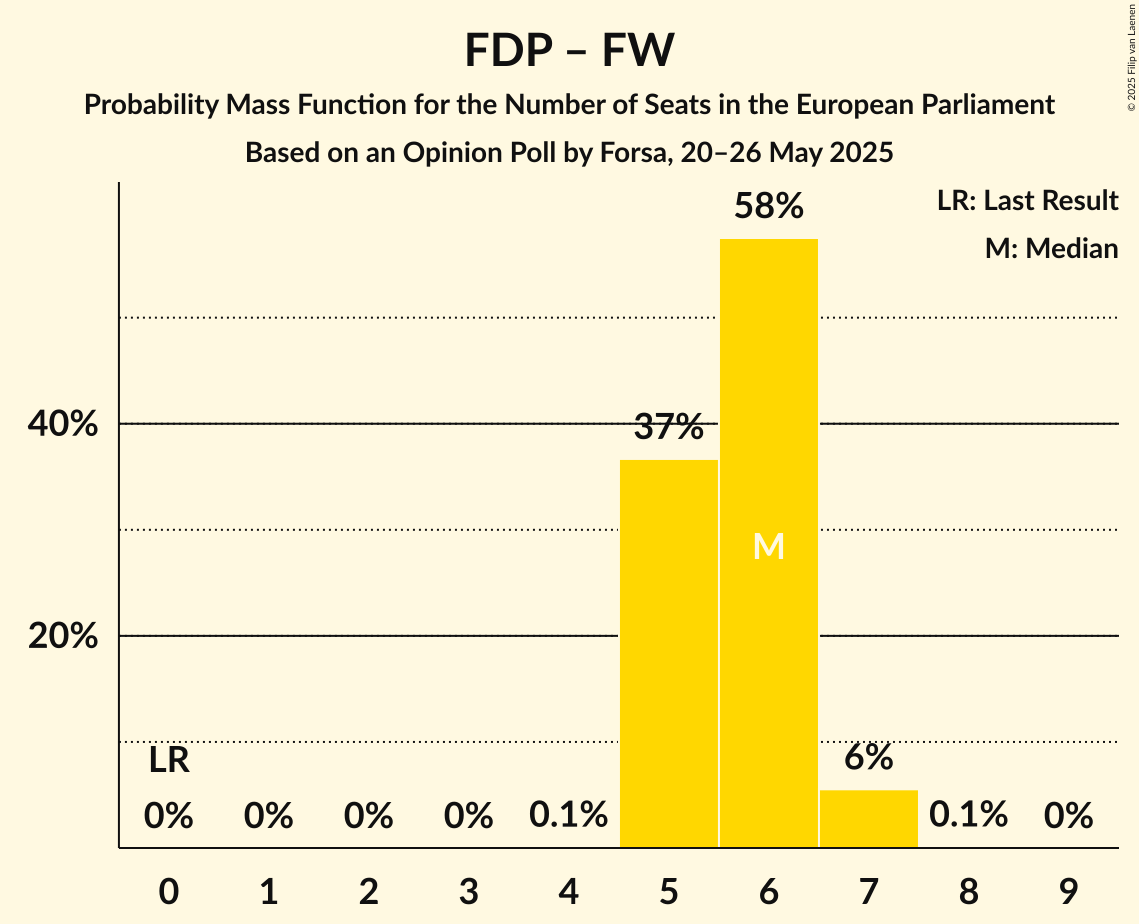 FDP – FW
Probability Mass Function for the Number of Seats in the European Parliament
Based on an Opinion Poll by Forsa, 20–26 May 2025
© 2025 Filip van Laenen
LR: Last Result
M: Median
58%
40%
37%
M
20%
LR
6%
0% 0% 0% 0% 0.1% 0.1% 0%
0 1 2 3 4 5 6 7 8 9